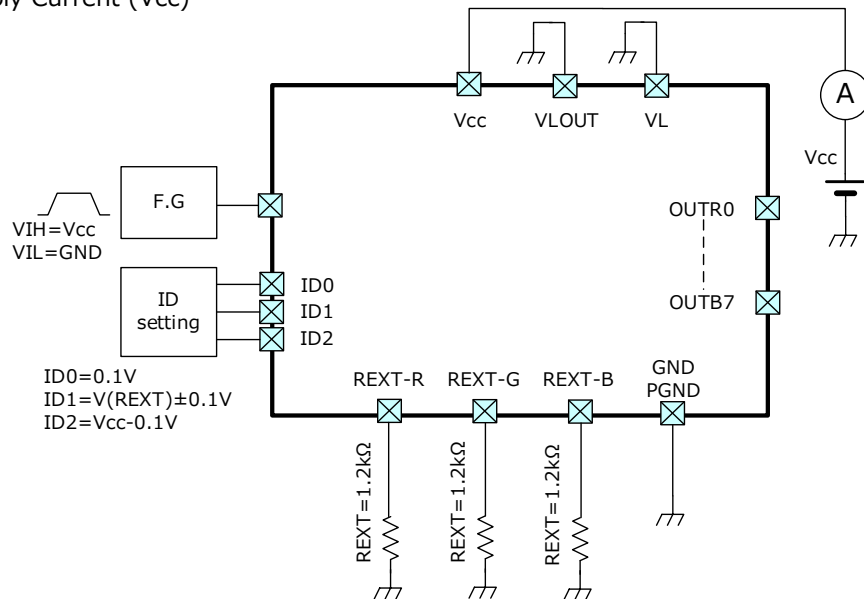 ply Current (Vcc)
A
Vcc
VLOUT
VL
Vcc
F.G
VIH=Vcc
VIL=GND
OUTR0
ID
setting
ID0
ID1
ID2
OUTB7
ID0=0.1V
ID1=V(REXT)±0.1V
ID2=Vcc-0.1V
REXT-R
REXT-G
REXT-B
GND
PGND
REXT=1.2kΩ
REXT=1.2kΩ
REXT=1.2kΩ